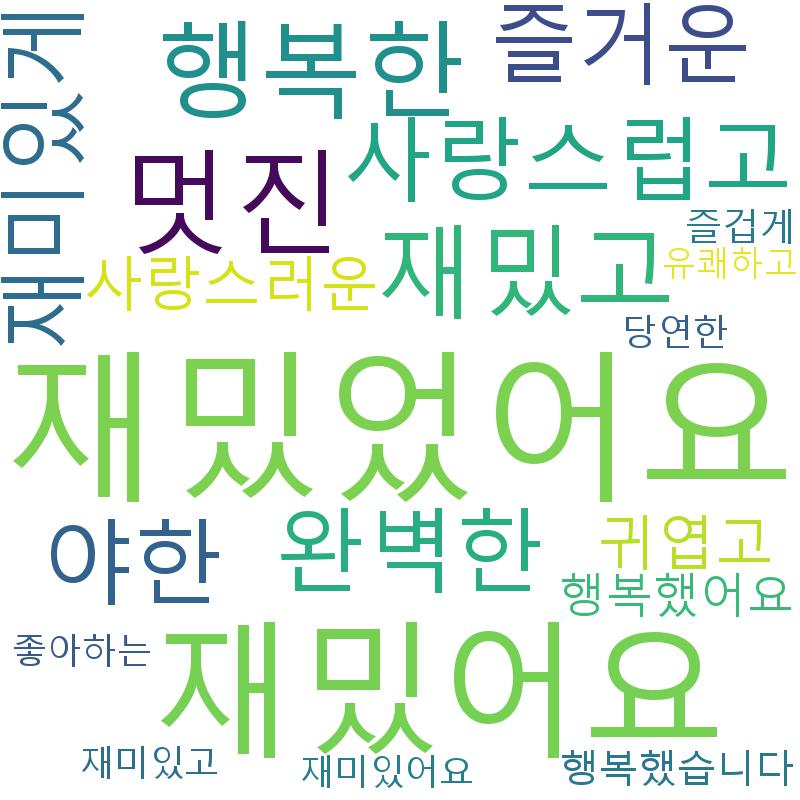 재미있게
행복한
즐거운
사랑스럽고
멋진
즐겁게
재밌고
유쾌하고
사랑스러운
당연한
재밌었어요
야한
완벽한
귀엽고
행복했어요
좋아하는
재밌어요
재미있고
재미있어요
행복했습니다